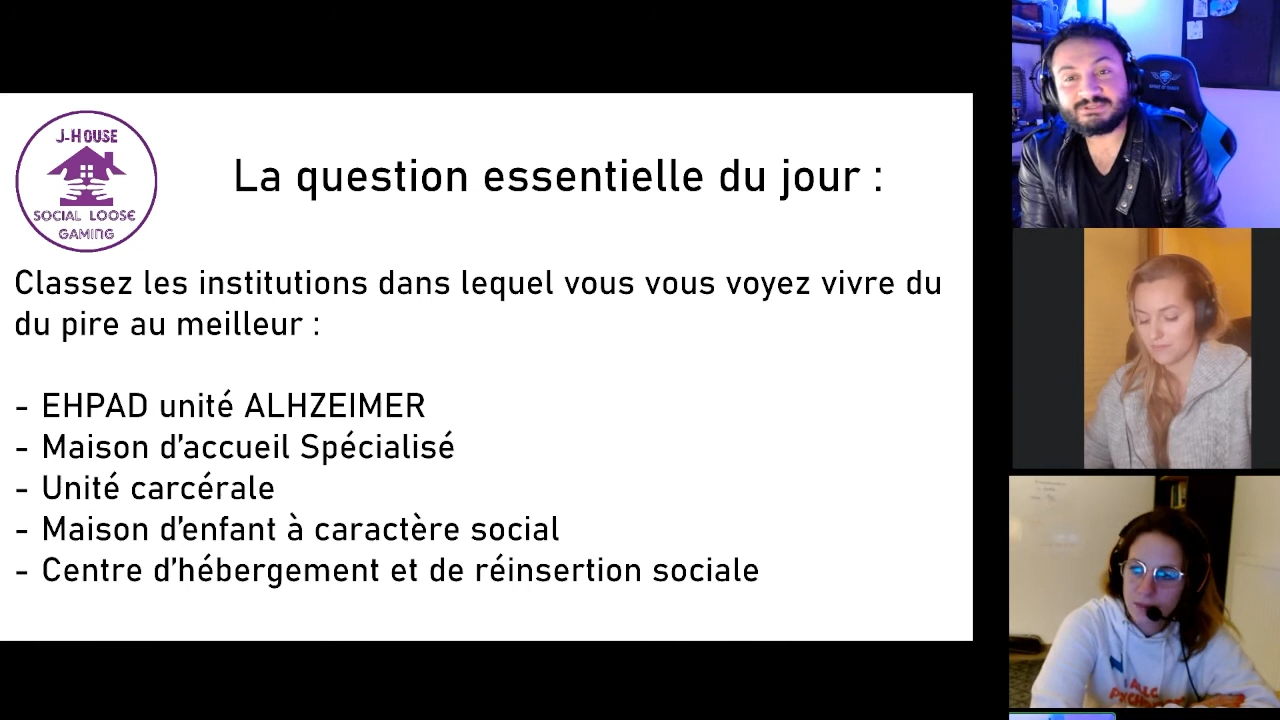 J-HOUSE
SOCIAL LOOSE
GAMING
La question essentielle du jour :
Classez les institutions dans lequel vous vous voyez vivre du
du pire au meilleur :
- EHPAD unité ALHZEIMER
- Maison d'accueil Spécialisé
- Unité carcérale
- Maison d'enfant à caractère social
- Centre d'hébergement et de réinsertion sociale